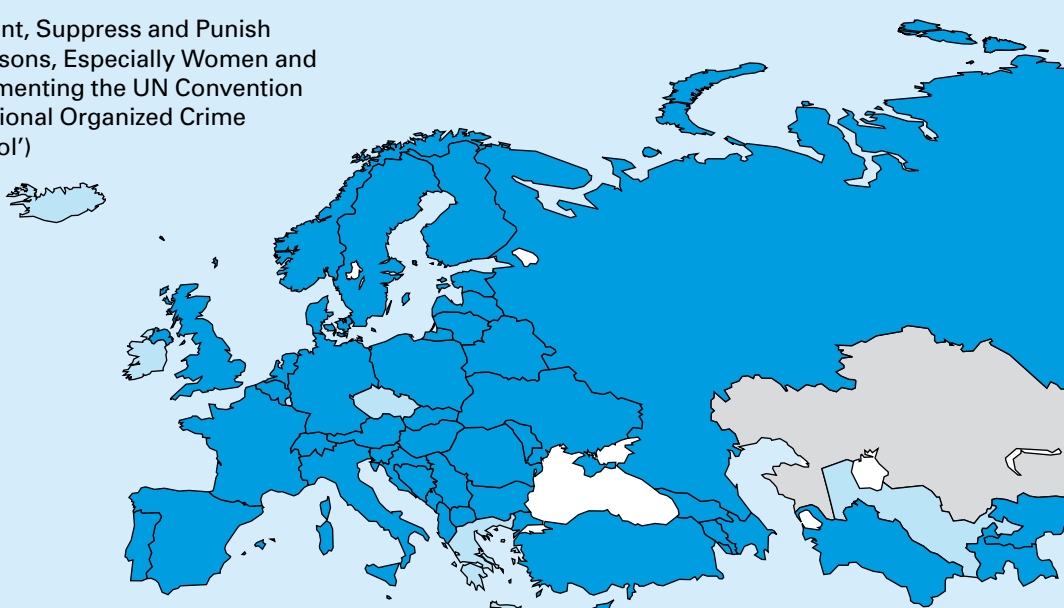 nt, Suppress and Punish
sons, Especially Women and
menting the UN Convention
ional Organized Crime
ol’)